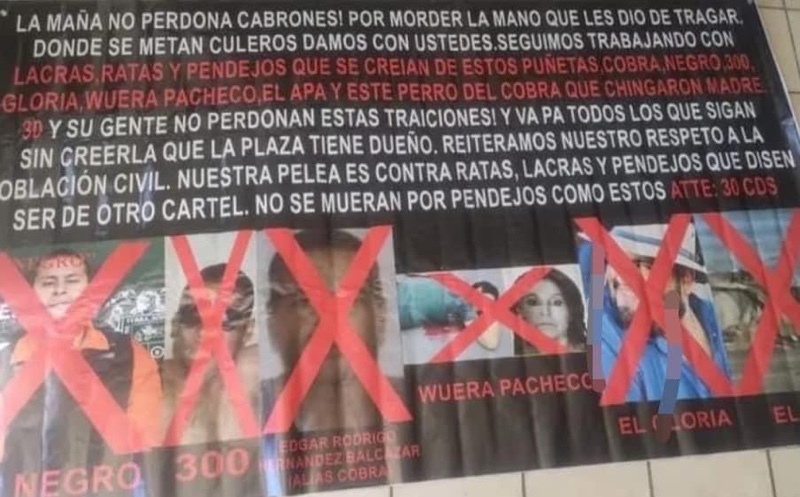 LA MAÑA NO PERDONA CABRONES! POR MORDER LA MANO QUE LES DIO DE TRAGAR,
DONDE SE METAN CULEROS DAMOS CON USTEDES.SEGUIMOS TRABAJANDO CON
LACRAS,RATAS Y PENDEJOS QUE SE CREIAN DE ESTOS PUÑETAS,COBRA,NEGRO,300,
GLORIA,WUERA PACHECO,EL APA Y ESTE PERRO DEL COBRA QUE CHINGARON MADRE
30 Y SU GENTE NO PERDONAN ESTAS TRAICIONES! Y VA PA TODOS LOS QUE SIGAN
SIN CREERLA QUE LA PLAZA TIENE DUEÑO. REITERAMOS NUESTRO RESPETO A LA
OBLACIÓN CIVIL. NUESTRA PELEA ES CONTRA RATAS, LACRAS Y PENDEJOS QUE DISEN
SER DE OTRO CARTEL. NO SE MUERAN POR PENDEJOS COMO ESTOS ATTE: 30 CDS
NEGRO
NEGRO
300
EDGAR RODRIGO
HERNÁNDEZ BALCÁZAR
(ALIAS COBRA)
WUERA PACHECO
EL GLORIA
EL